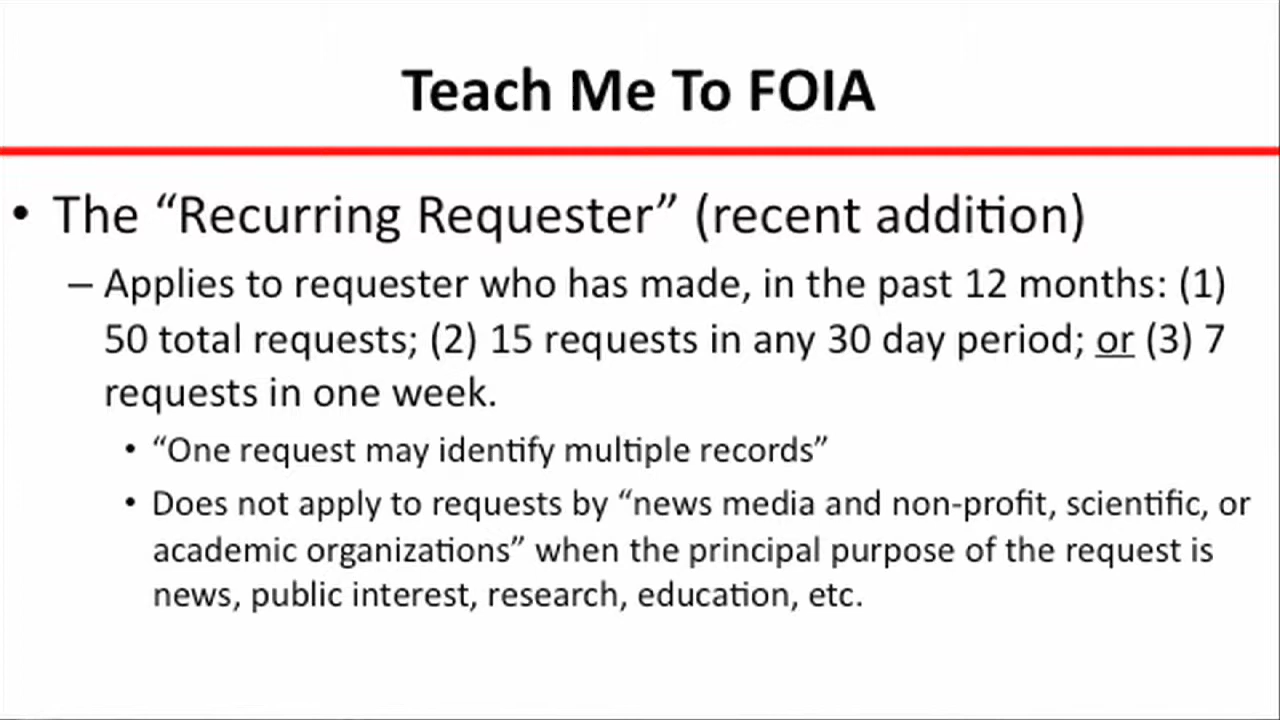 Teach Me To FOIA
• The “Recurring Requester” (recent addition)
– Applies to requester who has made, in the past 12 months: (1)
50 total requests; (2) 15 requests in any 30 day period; or (3) 7
requests in one week.
• “One request may identify multiple records”
• Does not apply to requests by “news media and non-profit, scientific, or
academic organizations” when the principal purpose of the request is
news, public interest, research, education, etc.